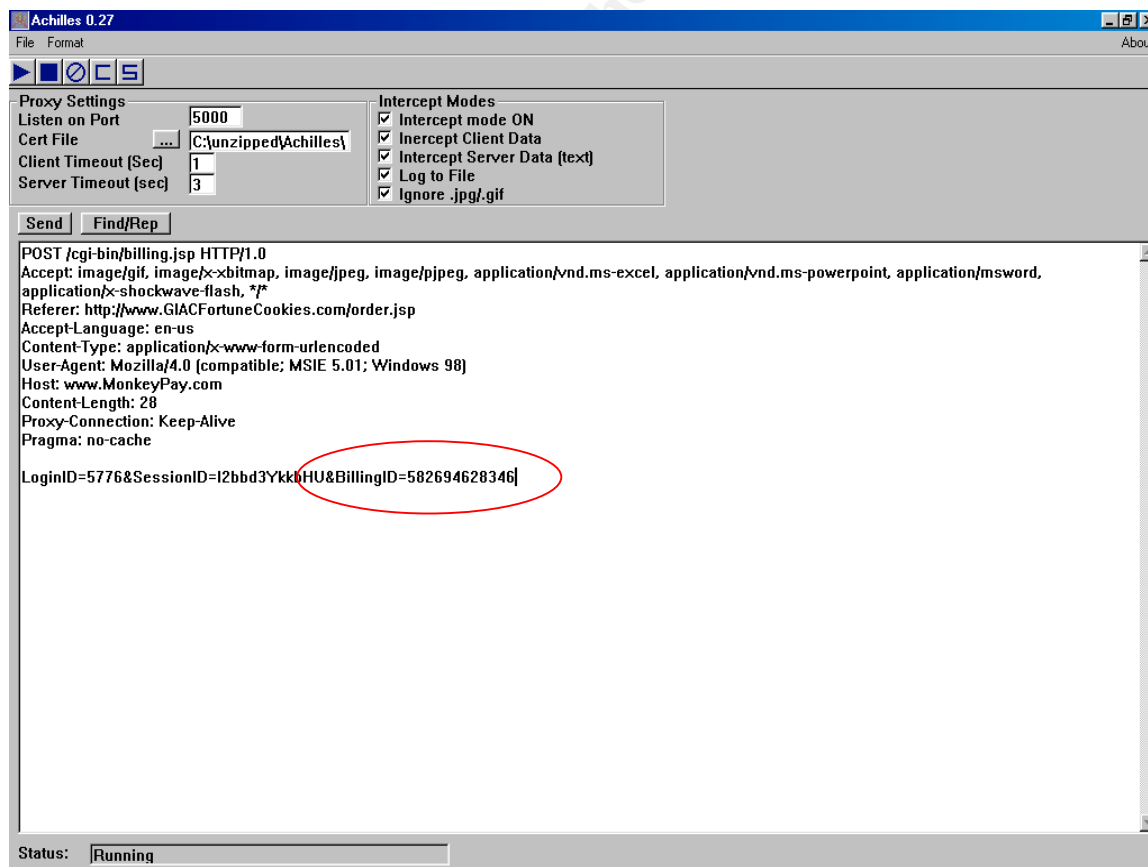 Achilles 0.27
File Format Abou
Proxy Settings
Listen on Port 5000
Cert File ... C:\unzipped\Achilles\
Client Timeout (Sec) 1
Server Timeout (sec) 3
Intercept Modes
Intercept mode ON
Inercept Client Data
Intercept Server Data (text)
Log to File
Ignore .jpg/.gif
Send Find/Rep
POST /cgi-bin/billing.jsp HTTP/1.0
Accept: image/gif, image/x-xbitmap, image/jpeg, image/pjpeg, application/vnd.ms-excel, application/vnd.ms-powerpoint, application/msword,
application/x-shockwave-flash, */*
Referer: http://www.GIACFortuneCookies.com/order.jsp
Accept-Language: en-us
Content-Type: application/x-www-form-urlencoded
User-Agent: Mozilla/4.0 (compatible; MSIE 5.01; Windows 98)
Host: www.MonkeyPay.com
Content-Length: 28
Proxy-Connection: Keep-Alive
Pragma: no-cache
LoginID=5776&SessionID=l2bbd3YkkbHU&BillingID=582694628346
Status: Running